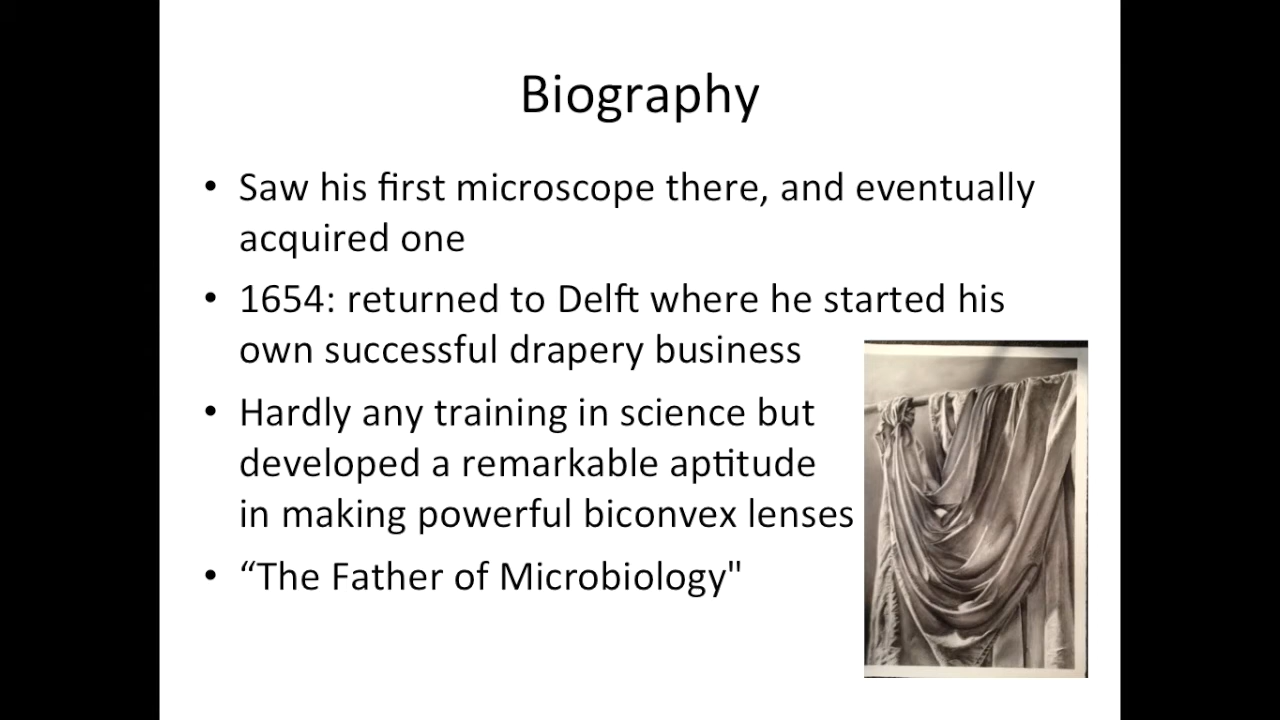 Biography
• Saw his first microscope there, and eventually
acquired one
• 1654: returned to Delft where he started his
own successful drapery business
• Hardly any training in science but
developed a remarkable aptitude
in making powerful biconvex lenses
• “The Father of Microbiology"